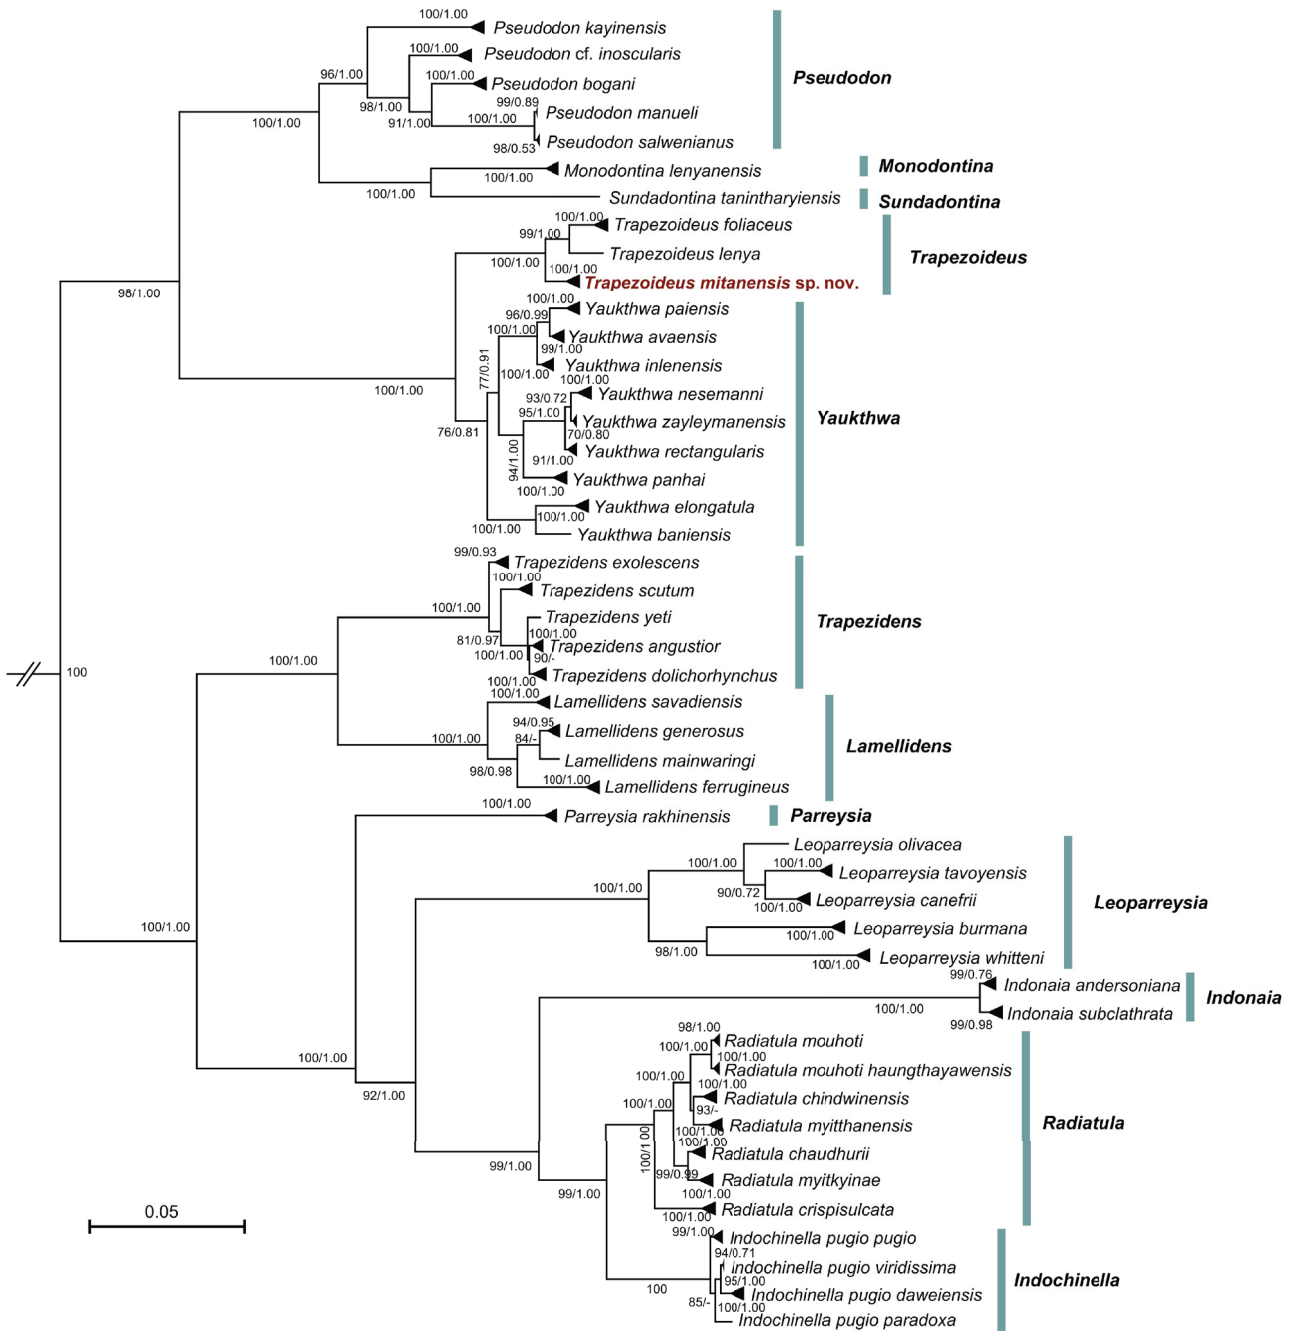 100/1.00
Pseudodon kayinensis
100/1.00
Pseudodon cf. inoscularis
96/1.00
100/1.00
Pseudodon
Pseudodon bogani
98/1.00
99/0.89
Pseudodon manueli
100/1.00
91/1.00
100/1.00
Pseudodon salwenianus
98/0.53
Monodontina lenyanensis
Monodontina
100/1.00
100/1.00
Sundadontina tanintharyiensis
Sundadontina
100/1.00
Trapezoideus foliaceus
99/1.00
Trapezoideus lenya
Trapezoideus
100/1.00
100/1.00
Trapezoideus mitanensis sp. nov.
98/1.00
100/1.00
Yaukthwa paiensis
96/0.99
100/1.00
Yaukthwa avaensis
99/1.00
77/0.91
Yaukthwa inlenensis
100/1.00
100/1.00
100/1.00
Yaukthwa nesemanni
93/0.72
95/1.00
Yaukthwa zayleymanensis
Yaukthwa
76/0.81
70/0.80
94/1.00
Yaukthwa rectangularis
91/1.00
Yaukthwa panhai
100/1.00
Yaukthwa elongatula
100/1.00
100/1.00
Yaukthwa baniensis
99/0.93
Trapezidens exolescens
100/1.00
Trapezidens scutum
100/1.00
Trapezidens yeti
Trapezidens
100/1.00
81/0.97
Trapezidens angustior
100/1.00
90/-
100/1.00
100
Trapezidens dolichorhynchus
100/1.00
100/1.00
Lamellidens savadiensis
94/0.95
Lamellidens generosus
84/-
100/1.00
Lamellidens
Lamellidens mainwaringi
98/0.98
100/1.00
Lamellidens ferrugineus
100/1.00
Parreysia rakhinensis
Parreysia
Leoparreysia olivacea
100/1.00
100/1.00
Leoparreysia tavoyensis
100/1.00
90/0.72
Leoparreysia canefrii
100/1.00
Leoparreysia
100/1.00
Leoparreysia burmana
100/1.00
98/1.00
Leoparreysia whitteni
100/1.00
99/0.76
Indonaia andersoniana
Indonaia
100/1.00
Indonaia subclathrata
99/0.98
98/1.00
Radiatula mouhoti
100/1.00
100/1.00
100/1.00
Radiatula mouhoti haungthayawensis
100/1.00
100/1.00
92/1.00
Radiatula chindwinensis
100/1.00
93/-
Radiatula
Radiatula myitthanensis
100/1.00
100/1.00
100/1.00
Radiatula chaudhurii
99/1.00
99/0.99
Radiatula myitkyinae
99/1.00
100/1.00
Radiatula crispisulcata
100/1.00
0.05
99/1.00
Indochinella pugio pugio
94/0.71
Indochinella pugio viridissima
95/1.00
Indochinella
100
Indochinella pugio daweiensis
85/-
100/1.00
Indochinella pugio paradoxa